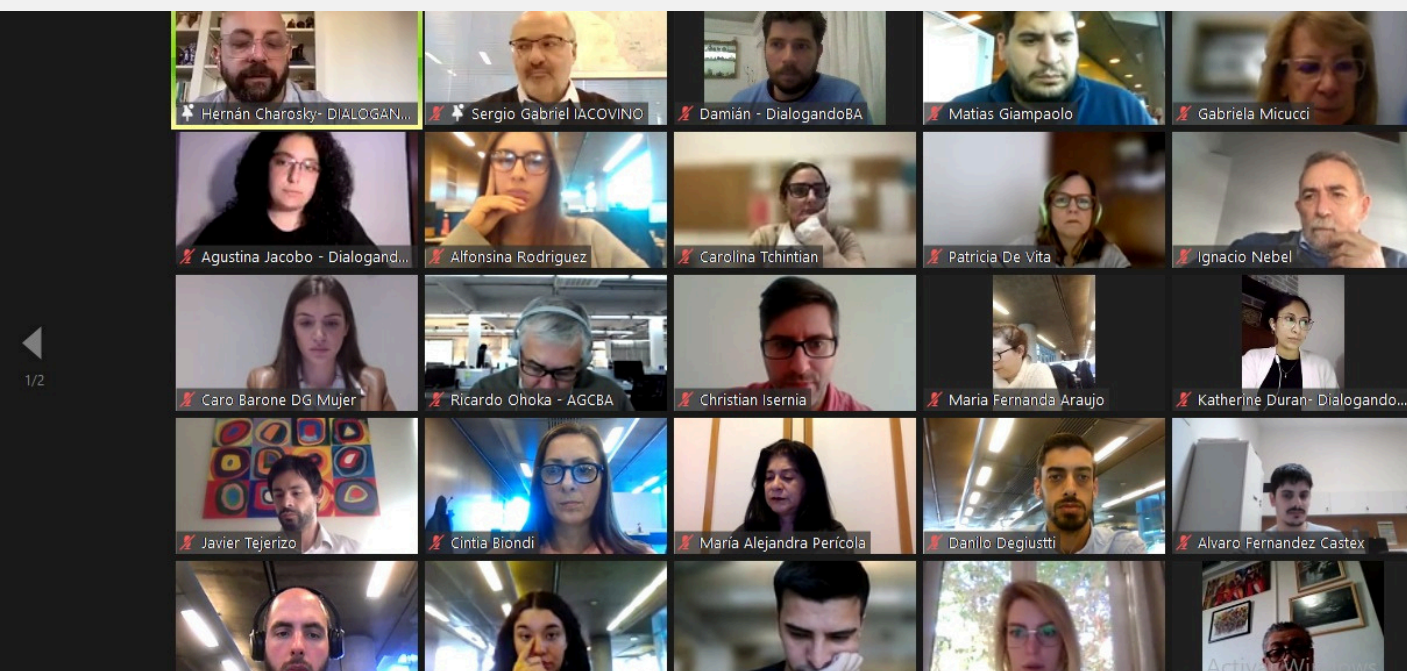 Hernán Charosky- DIALOGAN...
Sergio Gabriel IACOVINO
Damián - DialogandoBA
Matias Giampaolo
Gabriela Micucci
Agustina Jacobo - Dialogand...
Alfonsina Rodriguez
Carolina Tchintian
Patricia De Vita
Ignacio Nebel
1/2
Caro Barone DG Mujer
Ricardo Ohoka - AGCBA
Christian Isernia
Maria Fernanda Araujo
Katherine Duran- Dialogando...
Javier Tejerizo
Cintia Biondi
María Alejandra Perícola
Danilo Degiustti
Alvaro Fernandez Castex
Activar Windows